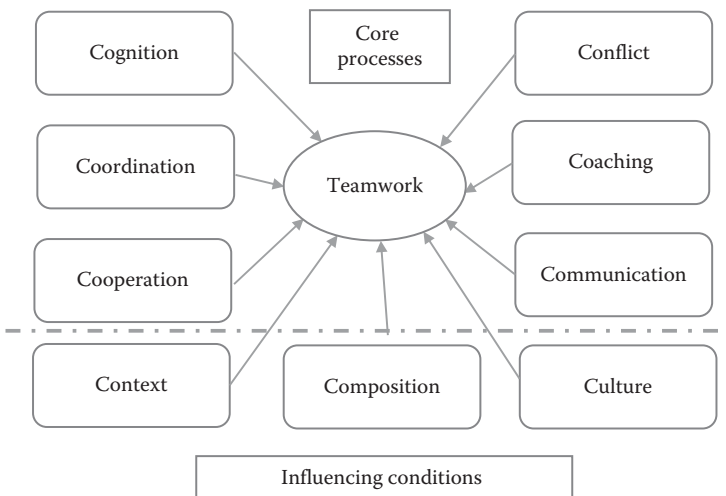 Cognition
Core
processes
Conflict
Coordination
Teamwork
Coaching
Cooperation
Communication
Context
Composition
Culture
Influencing conditions